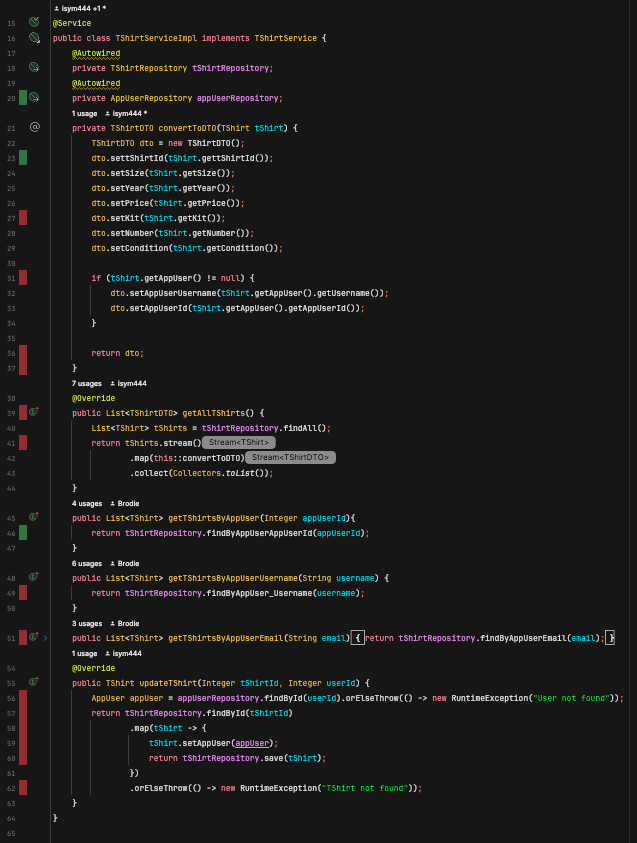 isym444 +1 *
15 @Service
16 public class TShirtServiceImpl implements TShirtService {
17 @Autowired
18 private TShirtRepository tShirtRepository;
19 @Autowired
20 private AppUserRepository appUserRepository;
1 usage isym444 *
21 private TShirtDTO convertToDTO(TShirt tShirt) {
22 TShirtDTO dto = new TShirtDTO();
23 dto.settShirtId(tShirt.gettShirtId());
24 dto.setSize(tShirt.getSize());
25 dto.setYear(tShirt.getYear());
26 dto.setPrice(tShirt.getPrice());
27 dto.setKit(tShirt.getKit());
28 dto.setNumber(tShirt.getNumber());
29 dto.setCondition(tShirt.getCondition());
30
31 if (tShirt.getAppUser() != null) {
32 dto.setAppUserUsername(tShirt.getAppUser().getUsername());
33 dto.setAppUserId(tShirt.getAppUser().getAppUserId());
34 }
35
36 return dto;
37 }
7 usages isym444
38 @Override
39 public List<TShirtDTO> getAllTShirts() {
40 List<TShirt> tShirts = tShirtRepository.findAll();
41 return tShirts.stream() Stream<TShirt>
42 .map(this::convertToDTO) Stream<TShirtDTO>
43 .collect(Collectors.toList());
44 }
4 usages Brodie
45 public List<TShirt> getTShirtsByAppUser(Integer appUserId){
46 return tShirtRepository.findByAppUserAppUserId(appUserId);
47 }
6 usages Brodie
48 public List<TShirt> getTShirtsByAppUserUsername(String username) {
49 return tShirtRepository.findByAppUser_Username(username);
50 }
3 usages Brodie
51 public List<TShirt> getTShirtsByAppUserEmail(String email) { return tShirtRepository.findByAppUserEmail(email); }
1 usage isym444
54 @Override
55 public TShirt updateTShirt(Integer tShirtId, Integer userId) {
56 AppUser appUser = appUserRepository.findById(userId).orElseThrow(() -> new RuntimeException("User not found"));
57 return tShirtRepository.findById(tShirtId)
58 .map(tShirt -> {
59 tShirt.setAppUser(appUser);
60 return tShirtRepository.save(tShirt);
61 })
62 .orElseThrow(() -> new RuntimeException("TShirt not found"));
63 }
64 }
65